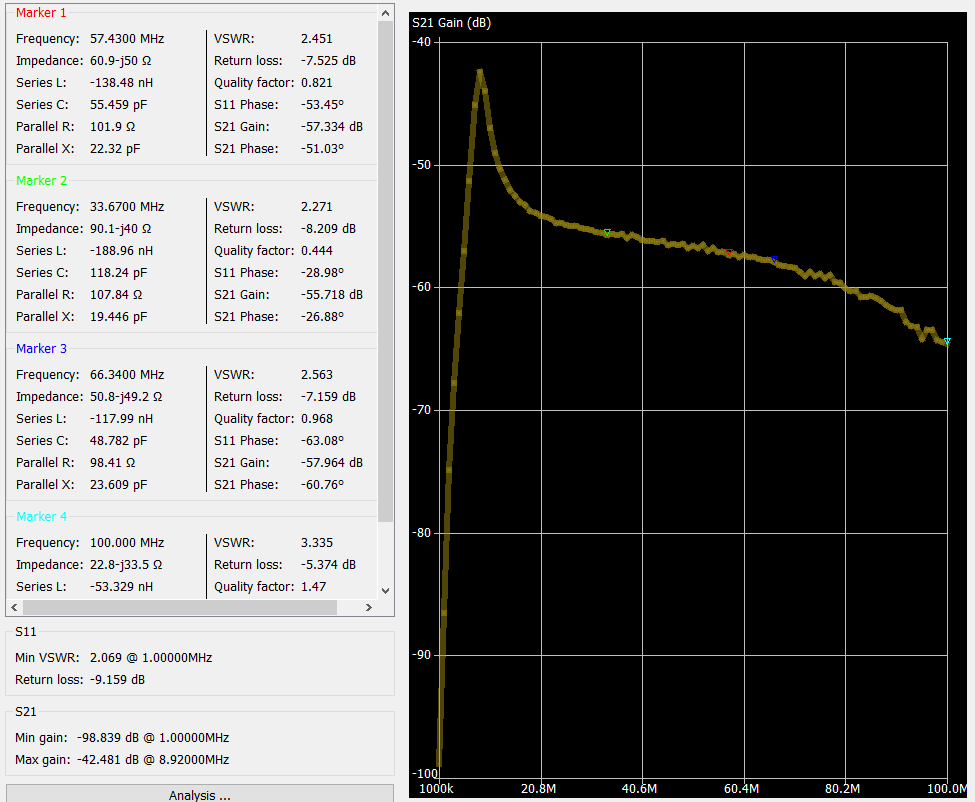 Marker 1
Frequency: 57.4300 MHz VSWR: 2.451
Impedance: 60.9-j50 Ω Return loss: -7.525 dB
Series L: -138.48 nH Quality factor: 0.821
Series C: 55.459 pF S11 Phase: -53.45°
Parallel R: 101.9 Ω S21 Gain: -57.334 dB
Parallel X: 22.32 pF S21 Phase: -51.03°
Marker 2
Frequency: 33.6700 MHz VSWR: 2.271
Impedance: 90.1-j40 Ω Return loss: -8.209 dB
Series L: -188.96 nH Quality factor: 0.444
Series C: 118.24 pF S11 Phase: -28.98°
Parallel R: 107.84 Ω S21 Gain: -55.718 dB
Parallel X: 19.446 pF S21 Phase: -26.88°
Marker 3
Frequency: 66.3400 MHz VSWR: 2.563
Impedance: 50.8-j49.2 Ω Return loss: -7.159 dB
Series L: -117.99 nH Quality factor: 0.968
Series C: 48.782 pF S11 Phase: -63.08°
Parallel R: 98.41 Ω S21 Gain: -57.964 dB
Parallel X: 23.609 pF S21 Phase: -60.76°
Marker 4
Frequency: 100.000 MHz VSWR: 3.335
Impedance: 22.8-j33.5 Ω Return loss: -5.374 dB
Series L: -53.329 nH Quality factor: 1.47
S11
Min VSWR: 2.069 @ 1.00000MHz
Return loss: -9.159 dB
S21
Min gain: -98.839 dB @ 1.00000MHz
Max gain: -42.481 dB @ 8.92000MHz
Analysis ...
S21 Gain (dB)
-40
-50
-60
-70
-80
-90
-100
1000k 20.8M 40.6M 60.4M 80.2M 100.0M